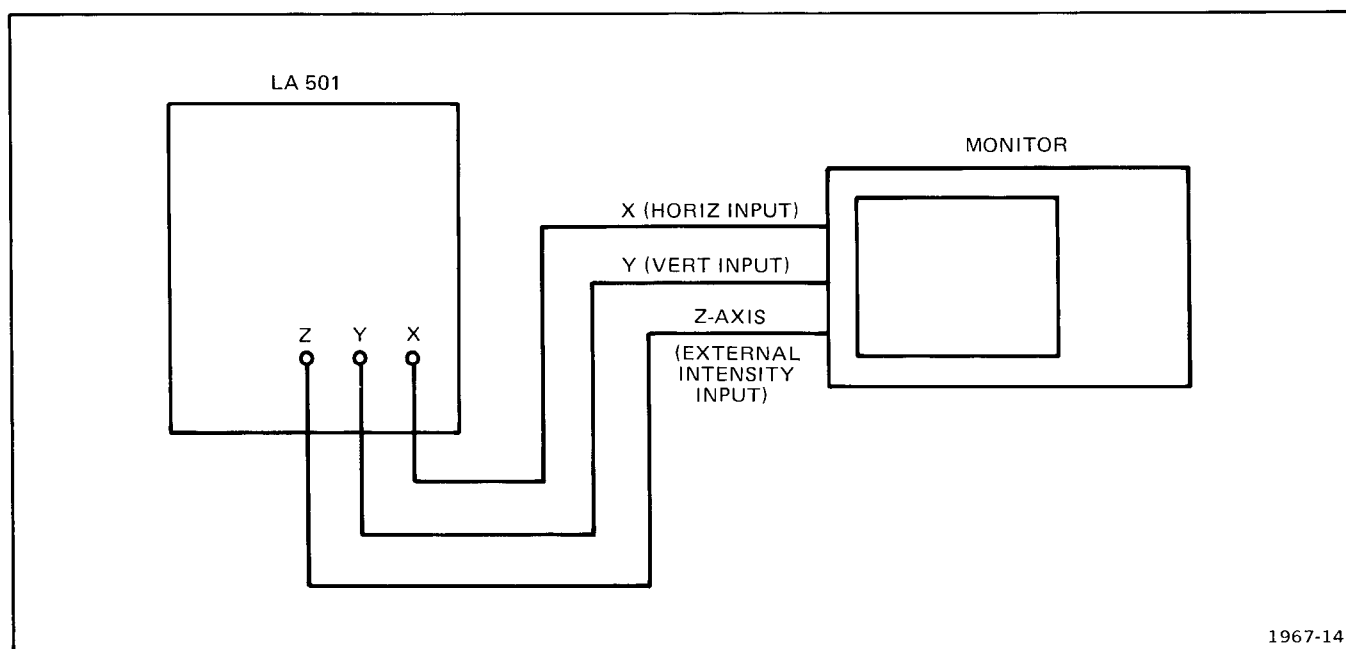 LA 501
MONITOR
X (HORIZ INPUT)
Y (VERT INPUT)
Z-AXIS
(EXTERNAL
INTENSITY
INPUT)
Z Y X
1967-14